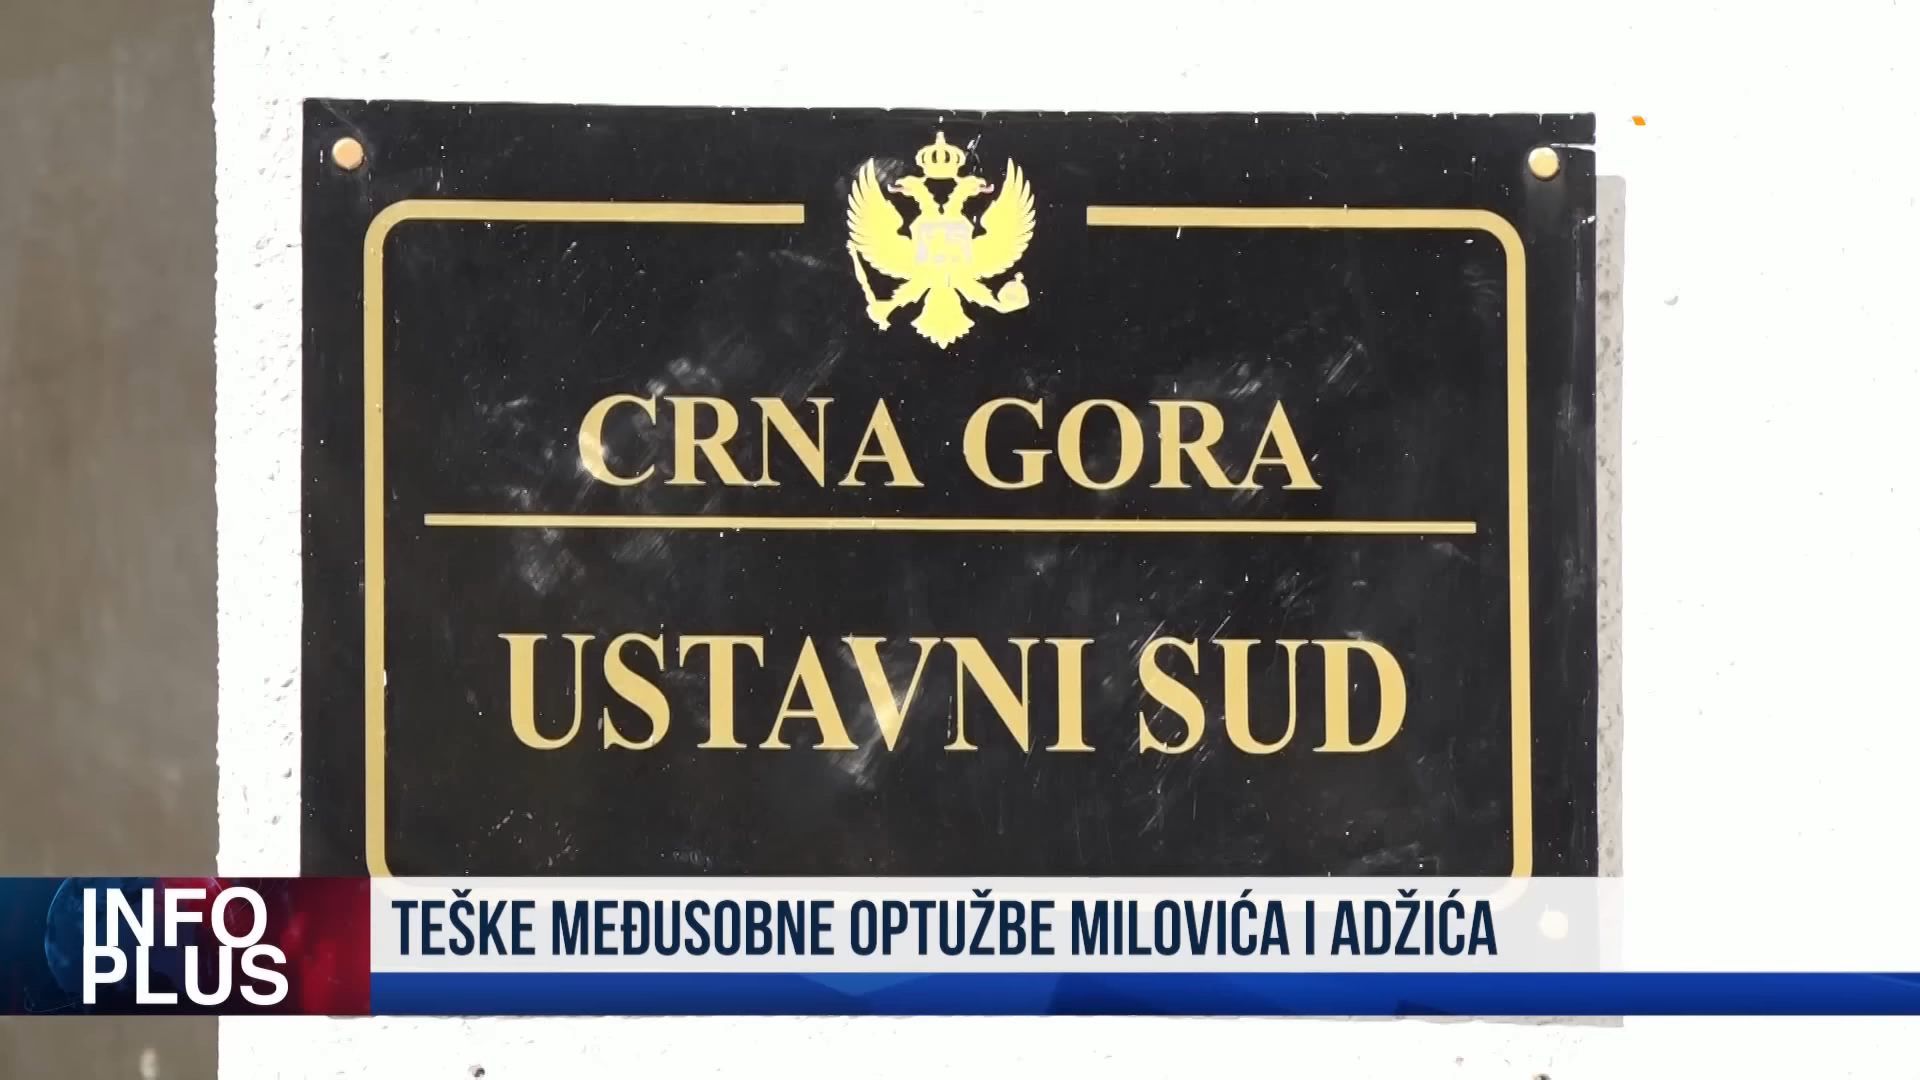 CRNA GORA
USTAVNI SUD
INFO
PLUS
TEŠKE MEĐUSOBNE OPTUŽBE MILOVIĆA I ADŽIĆA